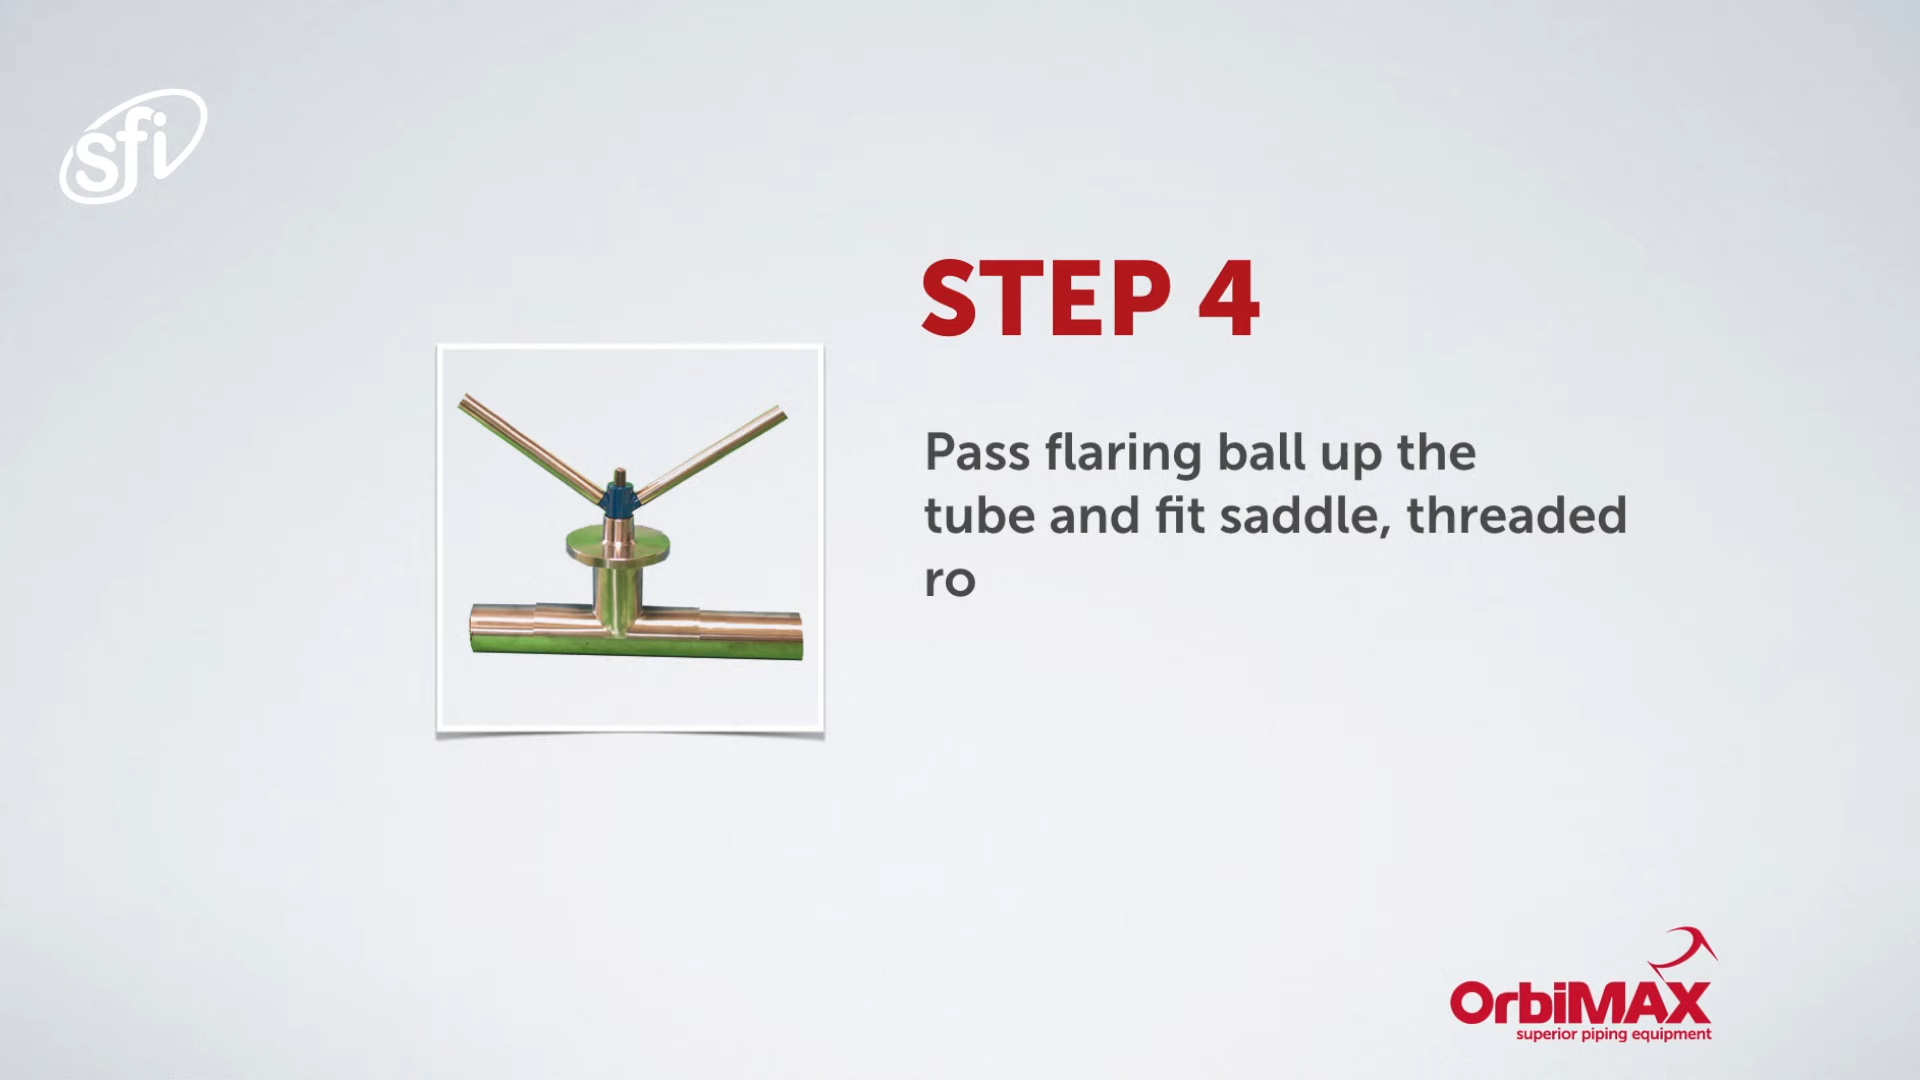 sfi
STEP 4
Pass flaring ball up the
tube and fit saddle, threaded
ro
OrbiMAX
superior piping equipment